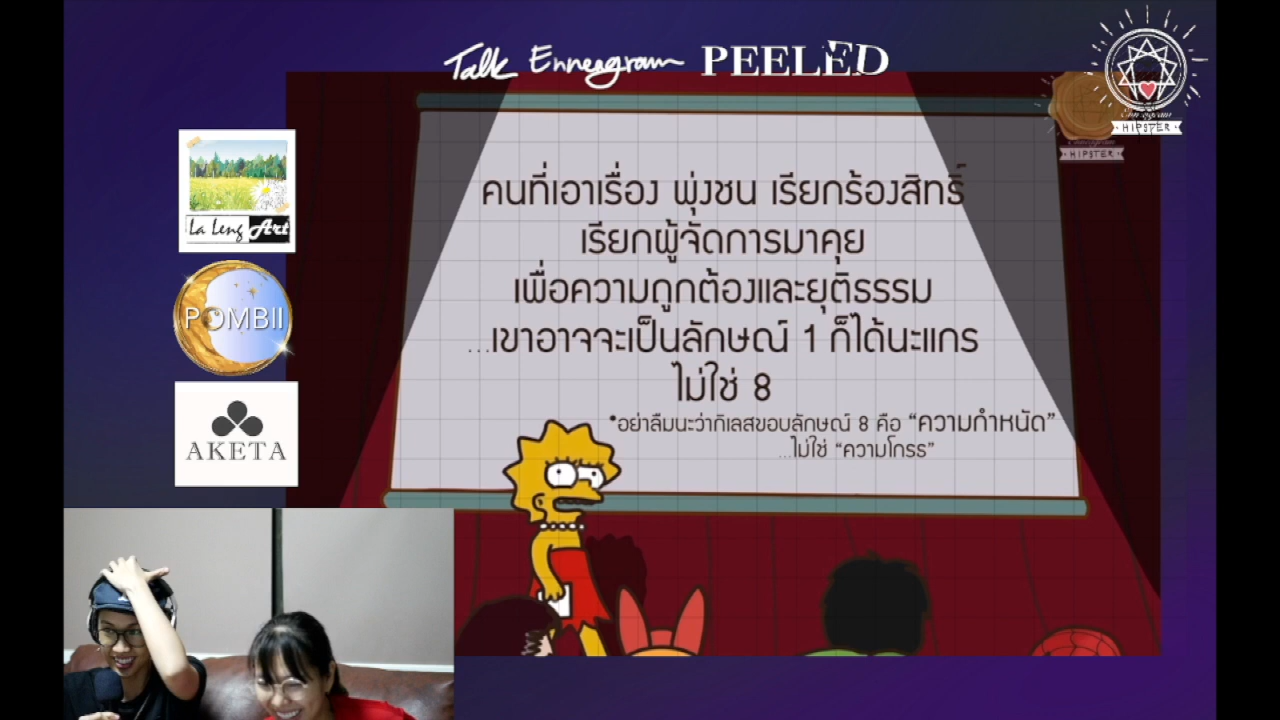 Talk Enneagram PEELED
Enneagram
HIPSTER
Enneagram
HIPSTER
La Leng Art
POMBII
AKETA
คนที่เอาเรื่อง พุ่งชน เรียกร้องสิทธิ์
เรียกผู้จัดการมาคุย
เพื่อความถูกต้องและยุติธรรม
...เขาอาจจะเป็นลักษณ์ 1 ก็ได้นะแกร
ไม่ใช่ 8
*อย่าลืมนะว่ากิเลสของลักษณ์ 8 คือ “ความกำหนัด”
...ไม่ใช่ “ความโกรธ”